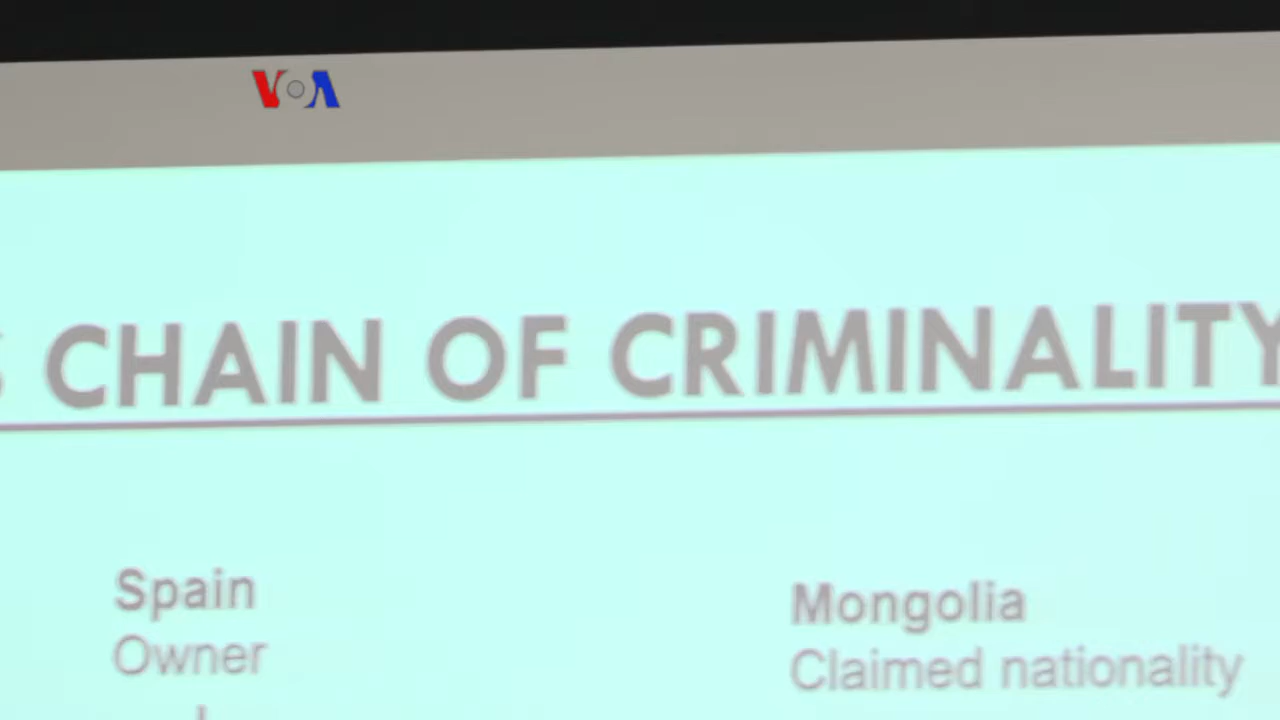 VOA
CHAIN OF CRIMINALITY
Spain
Owner
Mongolia
Claimed nationality